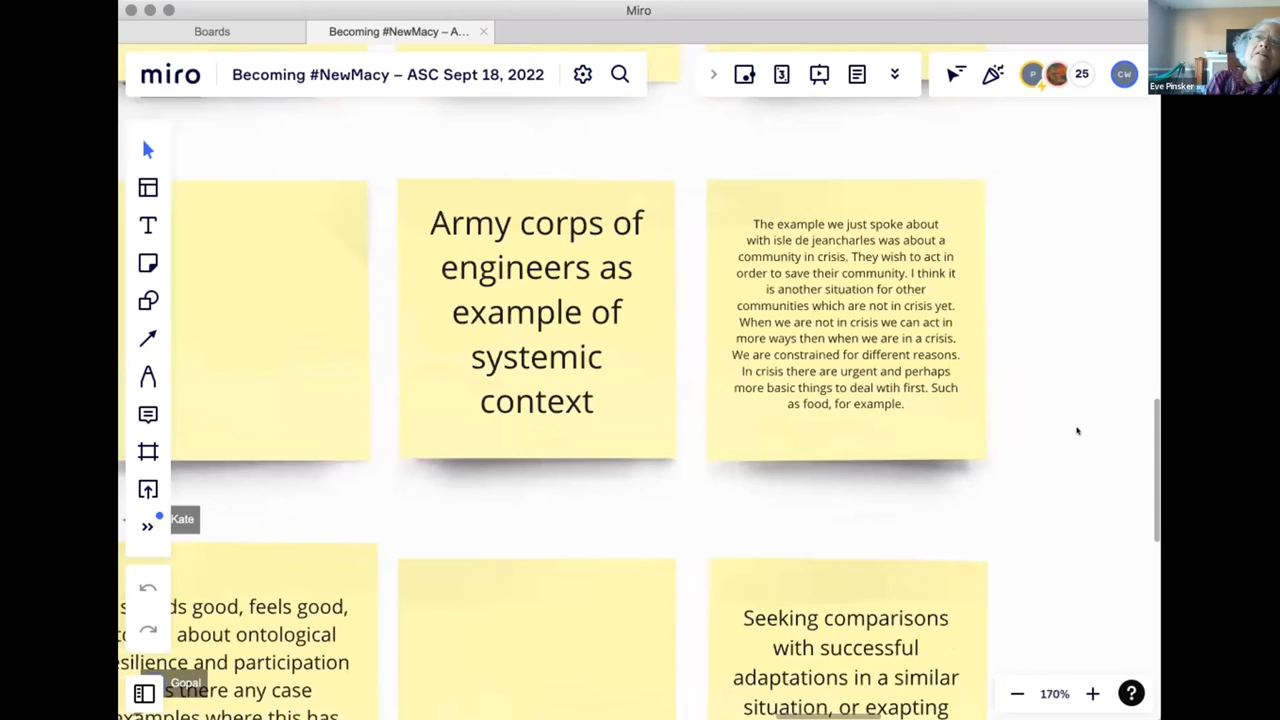 Miro
Boards
Becoming #NewMacy – A...
miro
Becoming #NewMacy – ASC Sept 18, 2022
3
P
25
CW
Eve Pinsker
Army corps of
engineers as
example of
systemic
context
The example we just spoke about
with isle de jeancharles was about a
community in crisis. They wish to act in
order to save their community. I think it
is another situation for other
communities which are not in crisis yet.
When we are not in crisis we can act in
more ways then when we are in a crisis.
We are constrained for different reasons.
In crisis there are urgent and perhaps
more basic things to deal wtih first. Such
as food, for example.
Kate
good, feels good,
about ontological
and participation
there any case
where this has
Gopal
Seeking comparisons
with successful
adaptations in a similar
situation, or exapting
170%